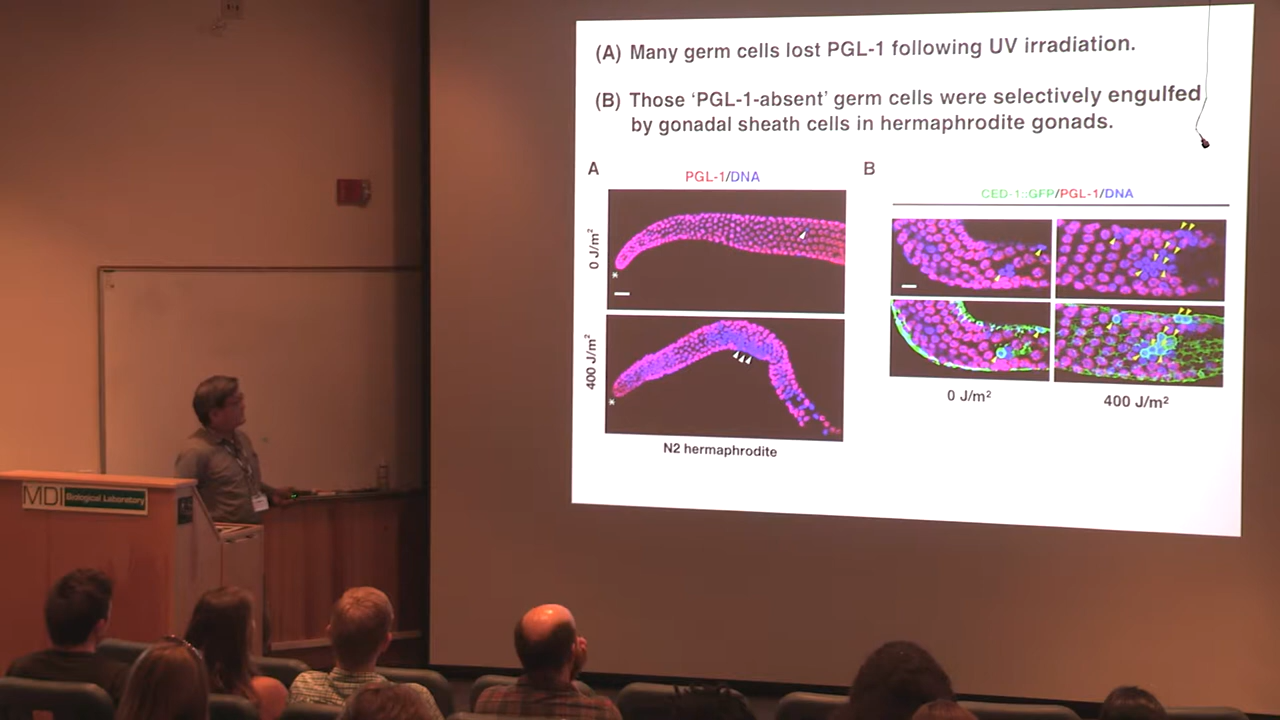 (A) Many germ cells lost PGL-1 following UV irradiation.
(B) Those ‘PGL-1-absent’ germ cells were selectively engulfed
by gonadal sheath cells in hermaphrodite gonads.
A
PGL-1/DNA
0 J/m²
400 J/m²
N2 hermaphrodite
B
CED-1::GFP/PGL-1/DNA
0 J/m²
400 J/m²
MDI Biological Laboratory